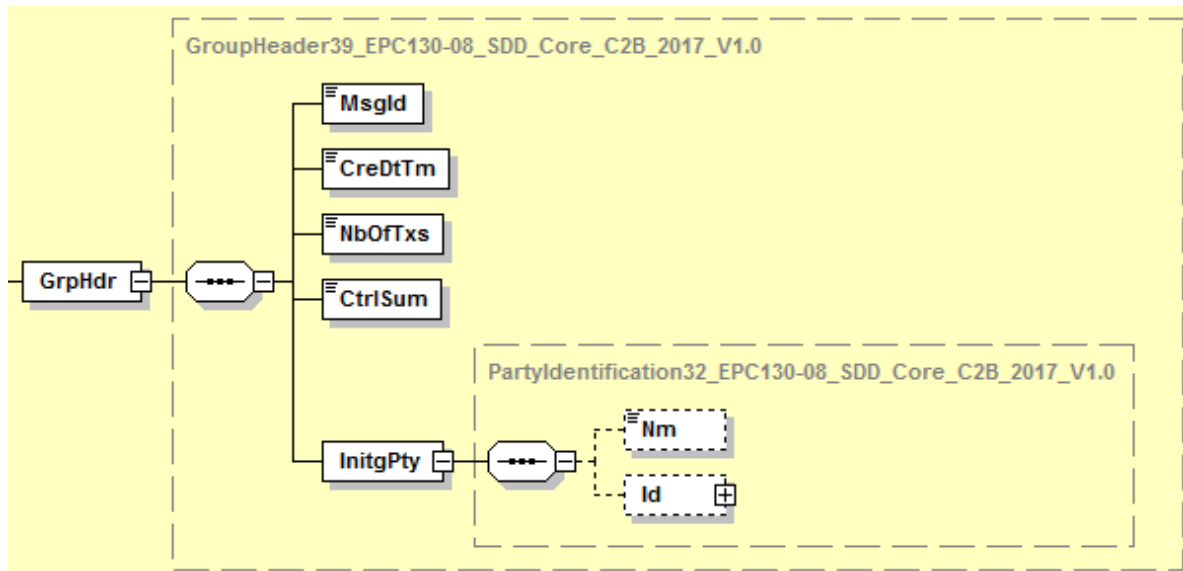 GroupHeader39_EPC130-08_SDD_Core_C2B_2017_V1.0
MsgId
CreDtTm
NbOfTxs
GrpHdr
CtrlSum
PartyIdentification32_EPC130-08_SDD_Core_C2B_2017_V1.0
Nm
InitgPty
Id